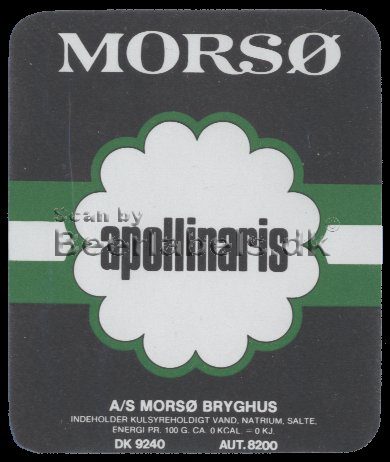 MORSØ
Scan by
Beerlabels.dk
apollinaris
A/S MORSØ BRYGHUS
INDEHOLDER KULSYREHOLDIGT VAND, NATRIUM, SALTE.
ENERGI PR. 100 G. CA. 0 KCAL. = 0 KJ.
DK 9240 AUT. 8200